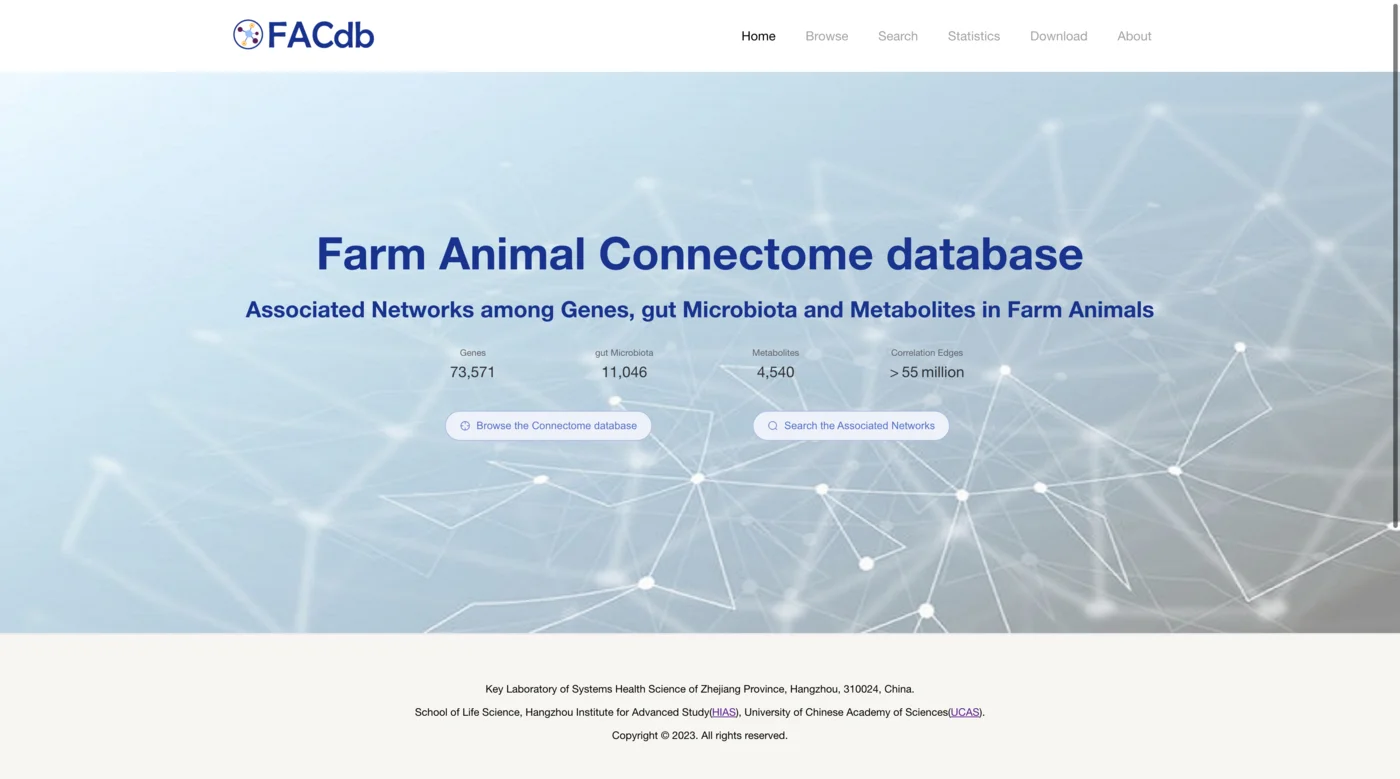 FACdb
Home Browse Search Statistics Download About
Farm Animal Connectome database
Associated Networks among Genes, gut Microbiota and Metabolites in Farm Animals
Genes gut Microbiota Metabolites Correlation Edges
73,571 11,046 4,540 > 55 million
Browse the Connectome database Search the Associated Networks
Key Laboratory of Systems Health Science of Zhejiang Province, Hangzhou, 310024, China.
School of Life Science, Hangzhou Institute for Advanced Study(HIAS), University of Chinese Academy of Sciences(UCAS).
Copyright © 2023. All rights reserved.